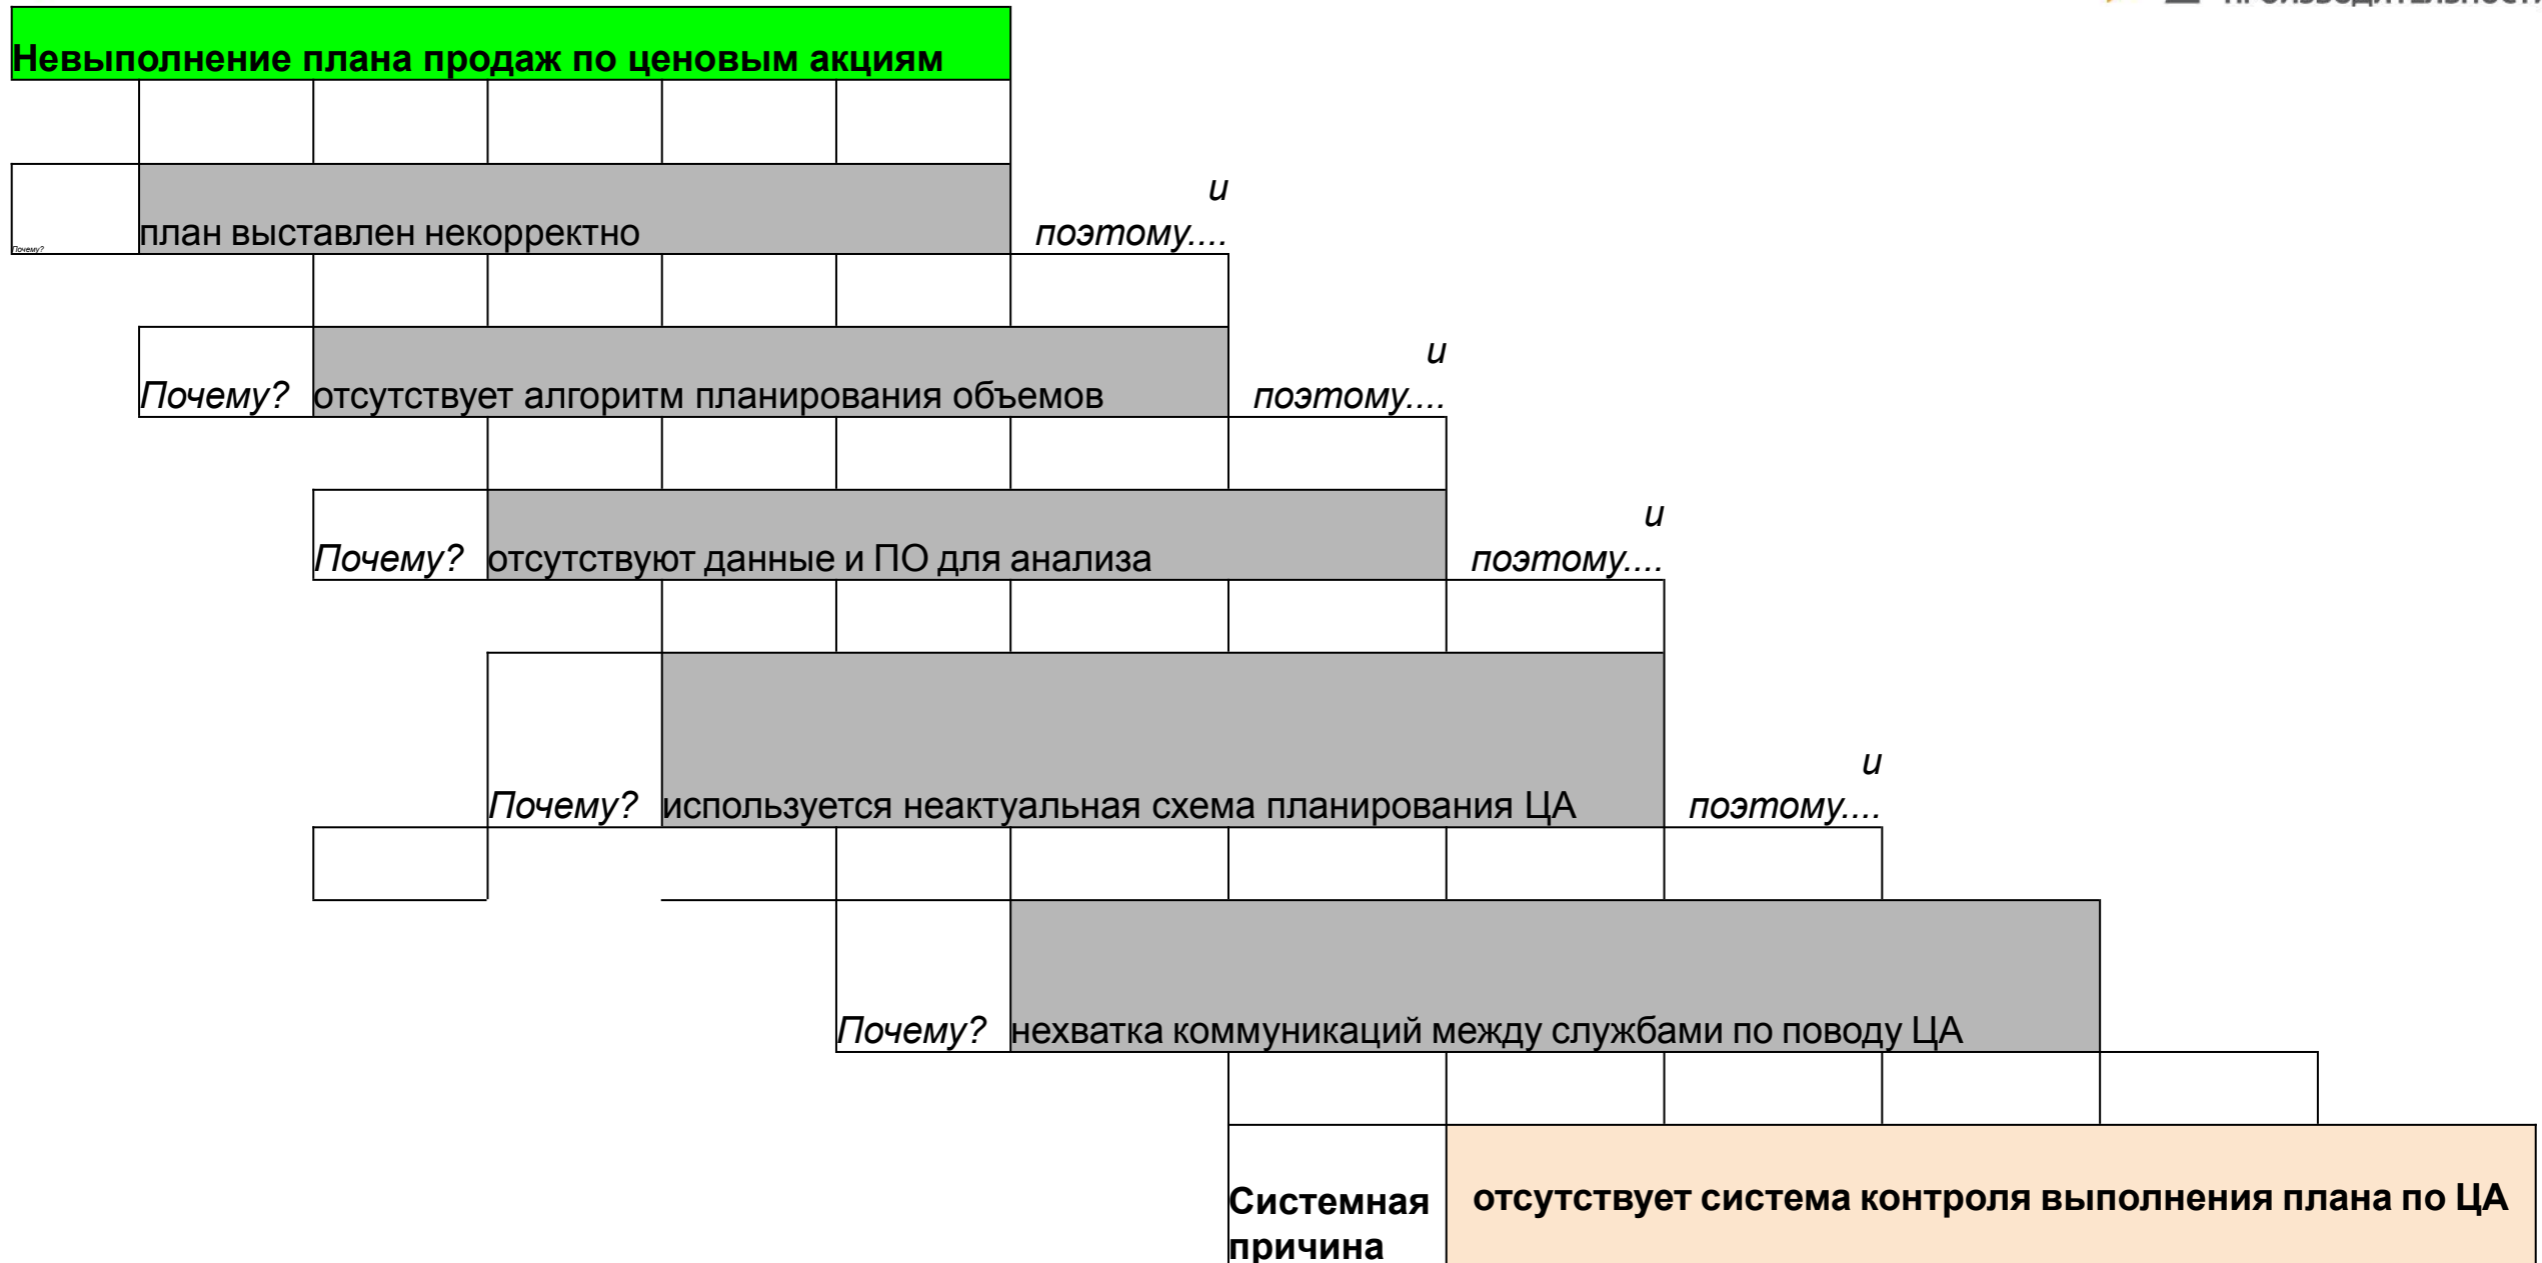 ПРОИЗВОДИТЕЛЬНОСТИ
Невыполнение плана продаж по ценовым акциям
Почему? план выставлен некорректно
и
поэтому....
Почему? отсутствует алгоритм планирования объемов
и
поэтому....
Почему? отсутствуют данные и ПО для анализа
и
поэтому....
Почему? используется неактуальная схема планирования ЦА
и
поэтому....
Почему? нехватка коммуникаций между службами по поводу ЦА
Системная
причина
отсутствует система контроля выполнения плана по ЦА